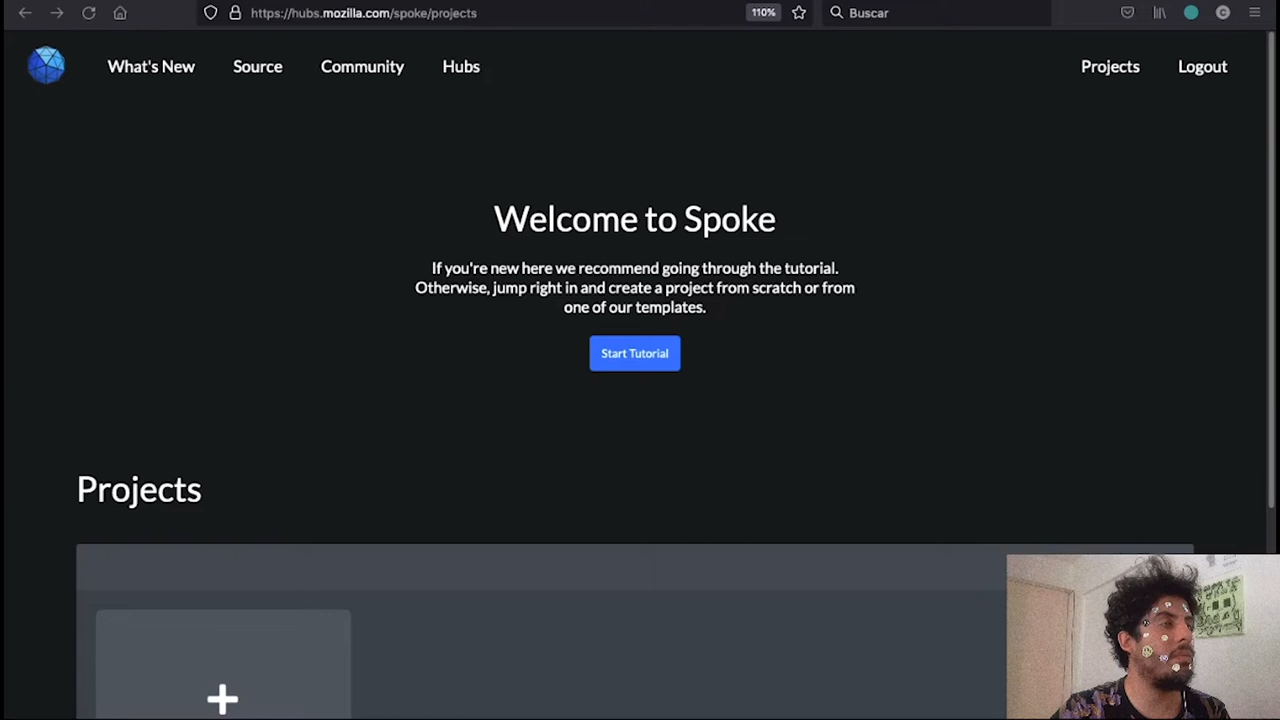 https://hubs.mozilla.com/spoke/projects
110%
Buscar
C
What's New
Source
Community
Hubs
Projects
Logout
Welcome to Spoke
If you're new here we recommend going through the tutorial.
Otherwise, jump right in and create a project from scratch or from
one of our templates.
Start Tutorial
Projects